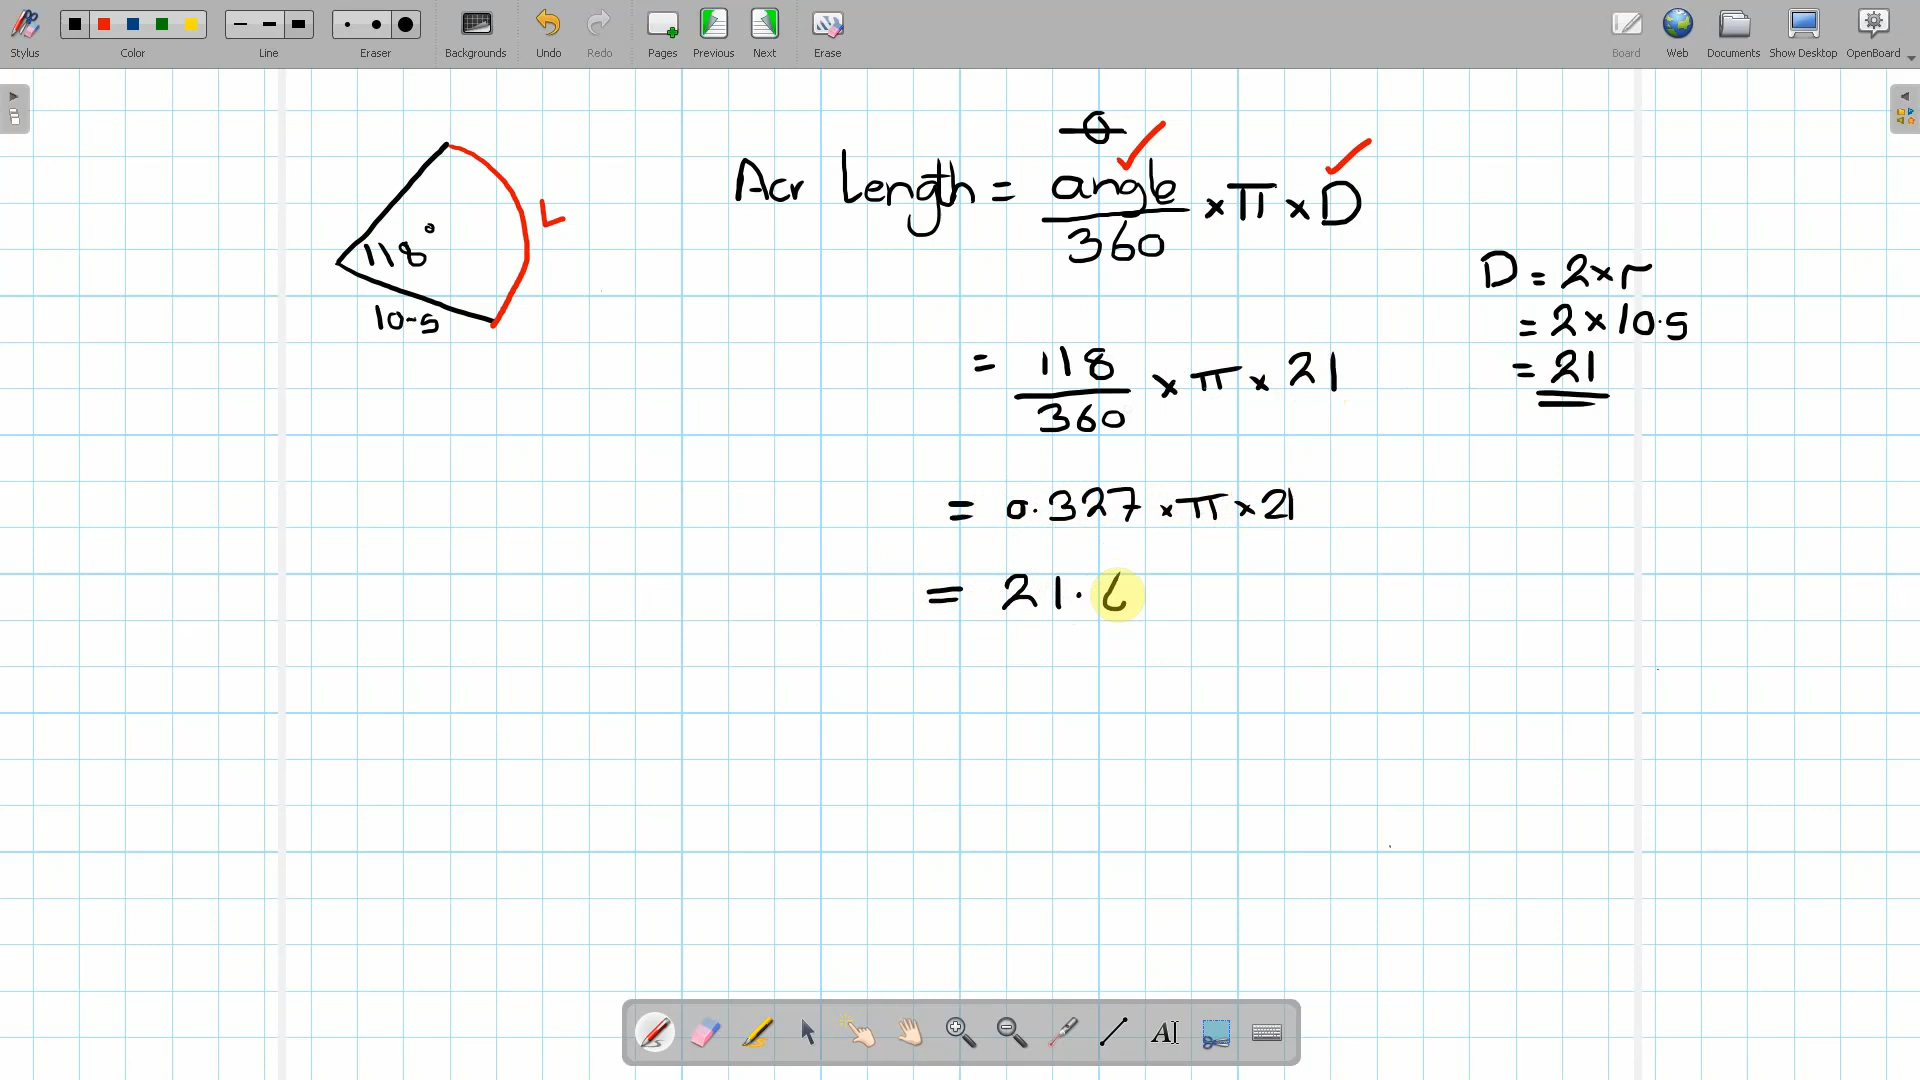 Stylus Color Line Eraser Backgrounds Undo Redo Pages Previous Next Erase Board Web Documents Show Desktop OpenBoard
118°
10.5
L
θ
Acr Length = angle/360 × π × D
= 118/360 × π × 21
= 0.327 × π × 21
= 21.6
D = 2×r
= 2 × 10.5
= 21